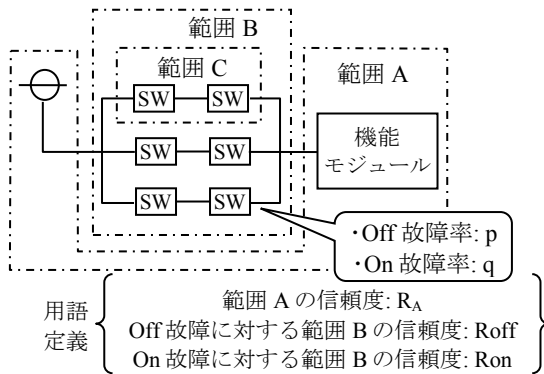 範囲 B
範囲 C
範囲 A
SW SW
SW SW
SW SW
機能
モジュール
・Off 故障率: p
・On 故障率: q
用語
定義
範囲 A の信頼度: RA
Off 故障に対する範囲 B の信頼度: Roff
On 故障に対する範囲 B の信頼度: Ron